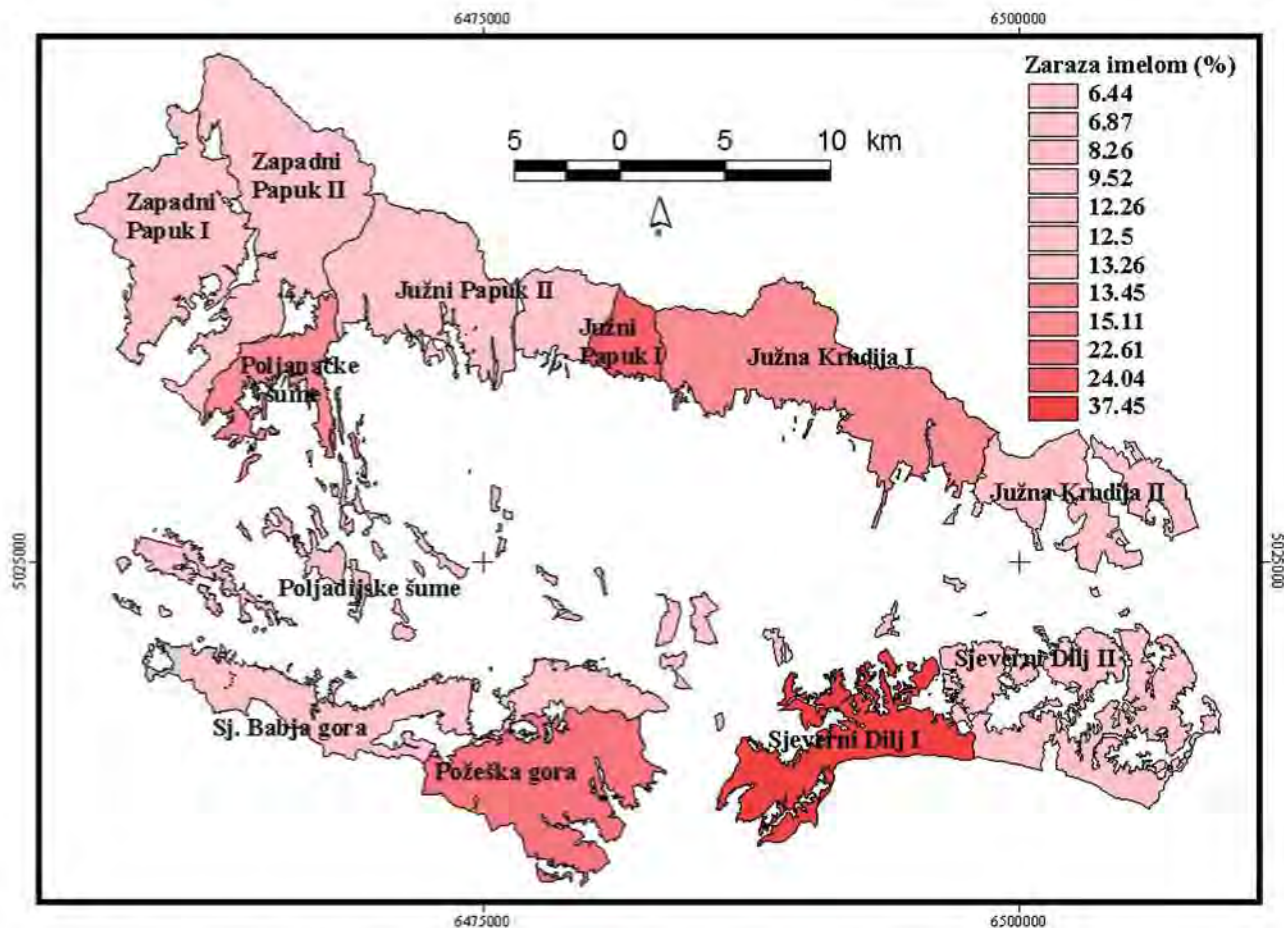 6475000
6500000
Zaraza imelom (%)
6.44
6.87
8.26
9.52
12.26
12.5
13.26
13.45
15.11
22.61
24.04
37.45
5 0 5 10 km
Zapadni
Papuk II
Zapadni
Papuk I
Južni Papuk II
Južni
Papuk I
Južna Krndija I
Poljanačke
šume
Južna Krndija II
5025000
5025000
Poljadijske šume
Sjeverni Dilj II
Sj. Babja gora
Sjeverni Dilj I
Požeška gora
6475000
6500000